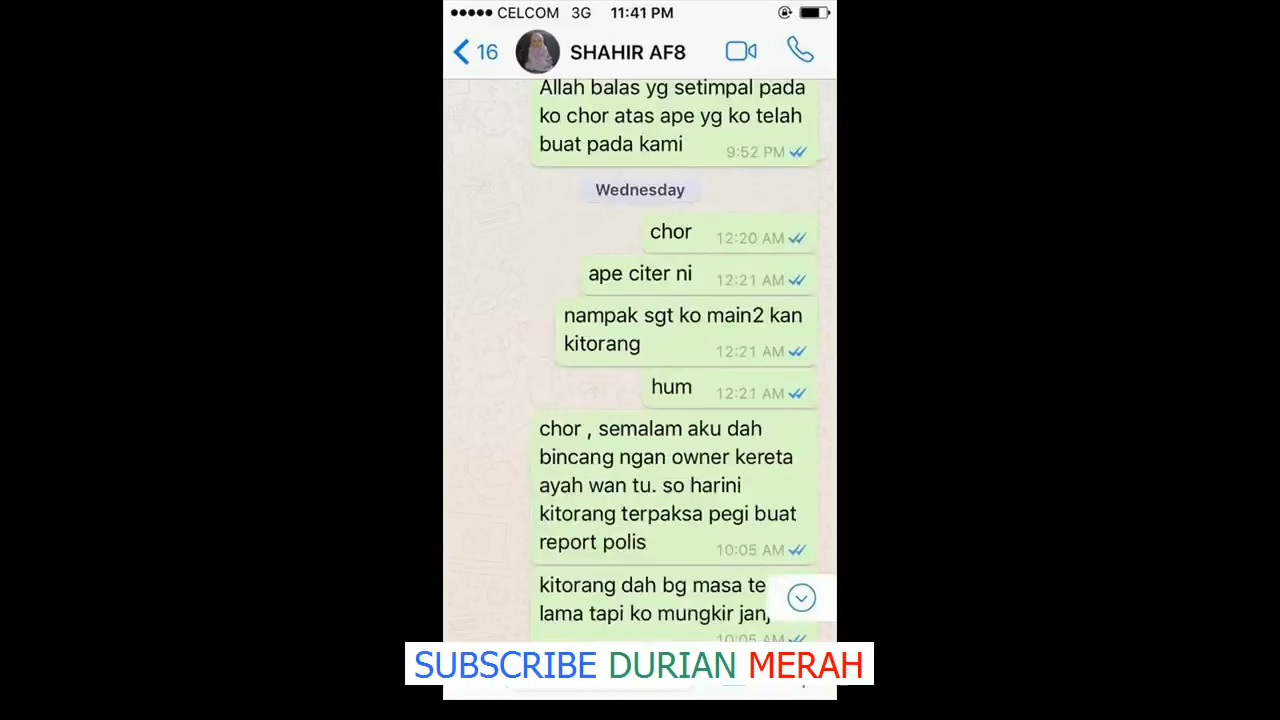 CELCOM 3G 11:41 PM
16 SHAHIR AF8
Allah balas yg setimpal pada
ko chor atas ape yg ko telah
buat pada kami
9:52 PM
Wednesday
chor 12:20 AM
ape citer ni 12:21 AM
nampak sgt ko main2 kan
kitorang 12:21 AM
hum 12:21 AM
chor , semalam aku dah
bincang ngan owner kereta
ayah wan tu. so harini
kitorang terpaksa pegi buat
report polis 10:05 AM
kitorang dah bg masa
lama tapi ko mungkir
10:05 AM
SUBSCRIBE DURIAN MERAH